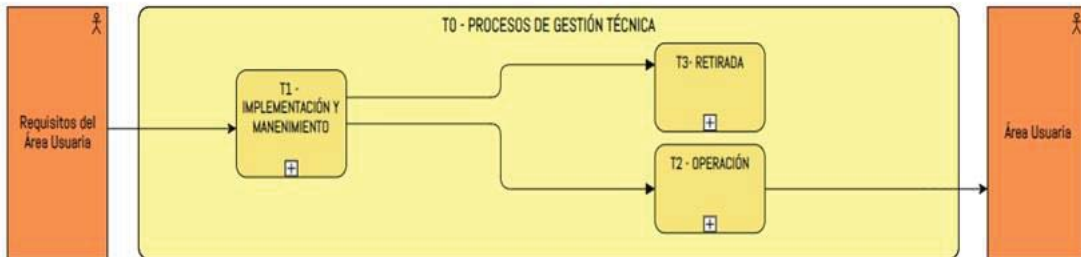 T0 - PROCESOS DE GESTIÓN TÉCNICA
Requisitos del
Área Usuaria
T1 -
IMPLEMENTACIÓN Y
MANENIMIENTO
T3- RETIRADA
T2 - OPERACIÓN
Área Usuaria